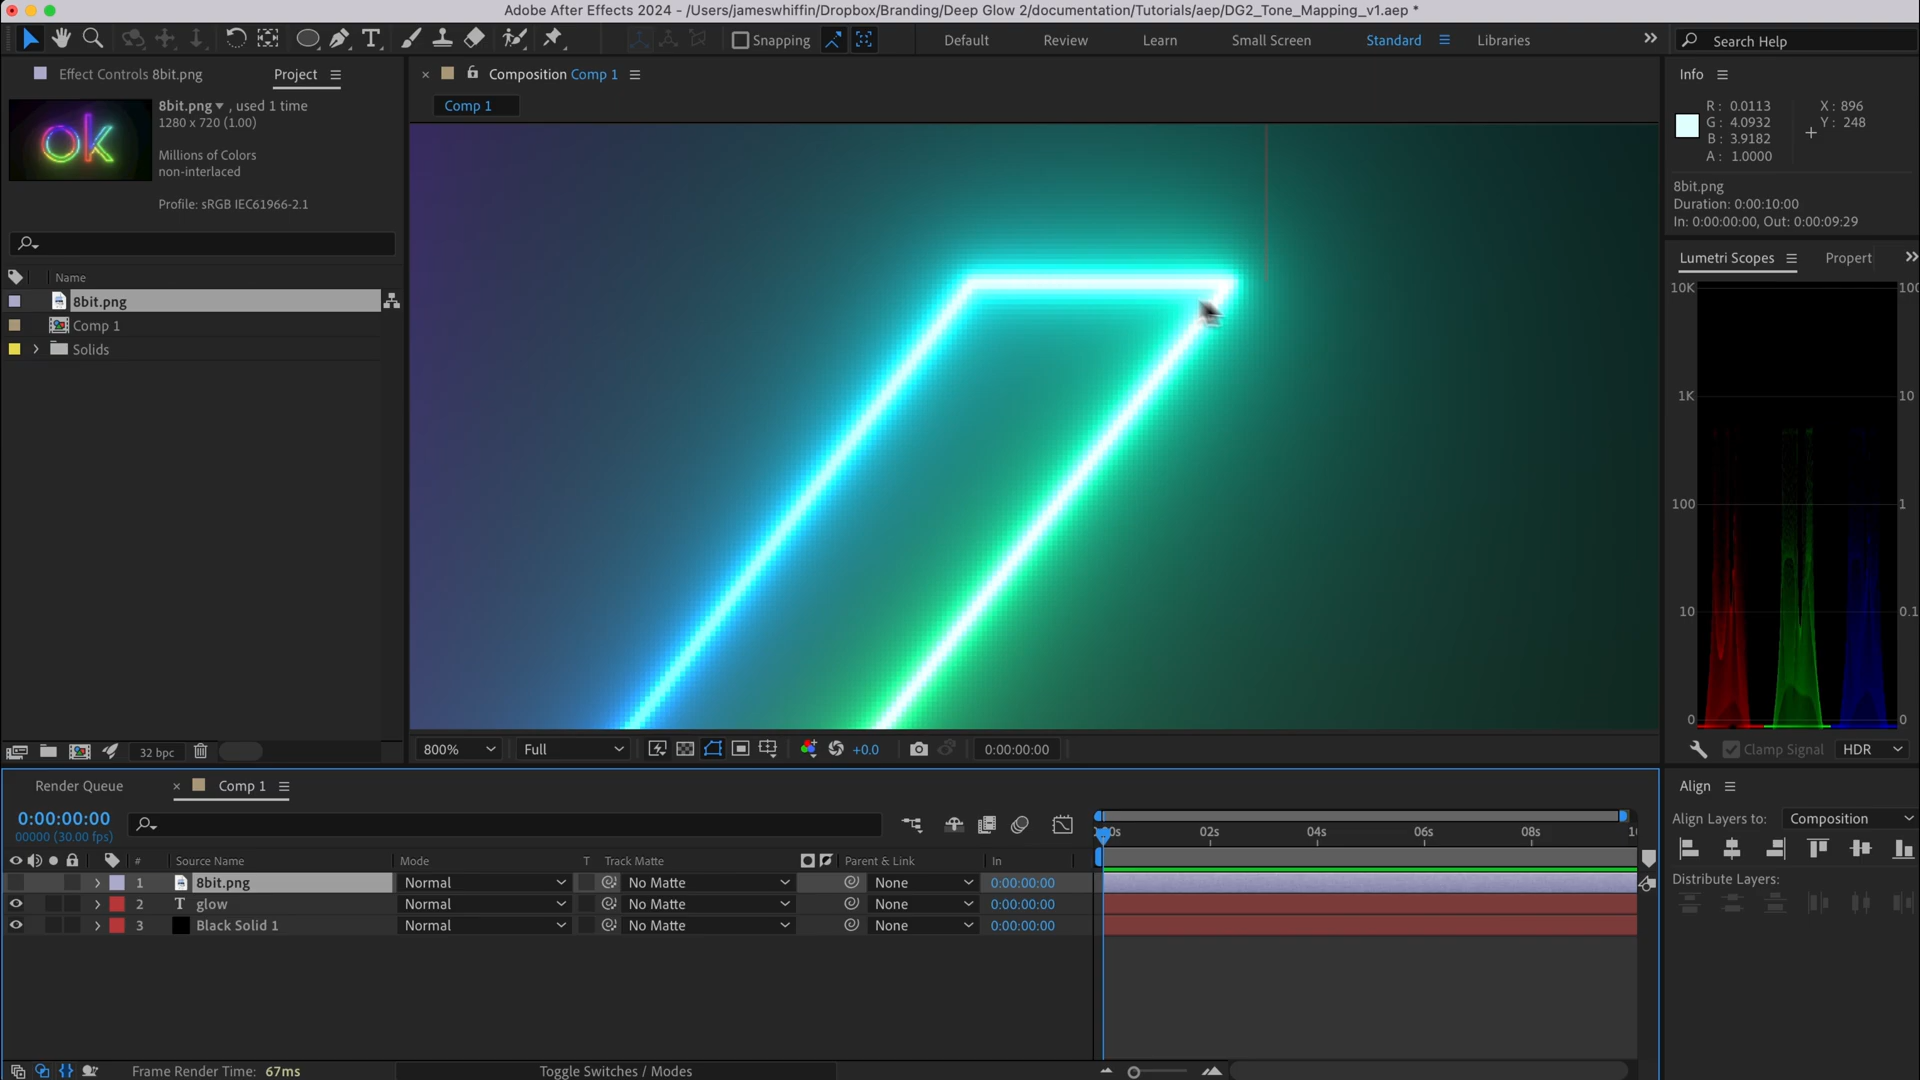 Adobe After Effects 2024 - /Users/jameswhiffin/Dropbox/Branding/Deep Glow 2/documentation/Tutorials/aep/DG2_Tone_Mapping_v1.aep *
Snapping
Default
Review
Learn
Small Screen
Standard
Libraries
Search Help
Effect Controls 8bit.png
Project
8bit.png , used 1 time
1280 x 720 (1.00)
Millions of Colors
non-interlaced
Profile: sRGB IEC61966-2.1
ok
Name
8bit.png
Comp 1
Solids
32 bpc
Composition Comp 1
Comp 1
800%
Full
+0.0
0:00:00:00
Info
R: 0.0113
G: 4.0932
B: 3.9182
A: 1.0000
X: 896
Y: 248
8bit.png
Duration: 0:00:10:00
In: 0:00:00:00, Out: 0:00:09:29
Lumetri Scopes
Propert
10K
100
1K
10
100
1
10
0.1
0
0
Clamp Signal
HDR
Render Queue
Comp 1
0:00:00:00
00000 (30.00 fps)
02s
04s
06s
08s
# Source Name Mode T Track Matte Parent & Link In
1 8bit.png Normal No Matte None 0:00:00:00
2 T glow Normal No Matte None 0:00:00:00
3 Black Solid 1 Normal No Matte None 0:00:00:00
Align
Align Layers to: Composition
Distribute Layers:
Frame Render Time: 67ms
Toggle Switches / Modes